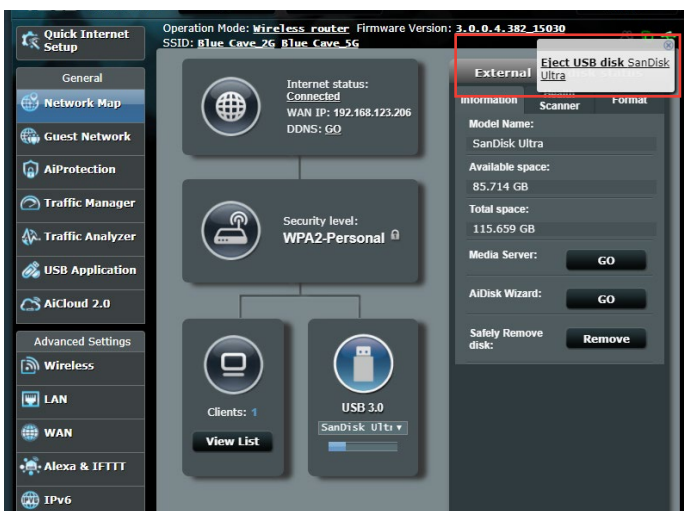 Quick Internet
Setup
Operation Mode: Wireless router Firmware Version: 3.0.0.4.382_15030
SSID: Blue Cave_2G Blue Cave_5G
Eject USB disk SanDisk
Ultra
General
Network Map
Guest Network
AiProtection
Traffic Manager
Traffic Analyzer
USB Application
AiCloud 2.0
Advanced Settings
Wireless
LAN
WAN
Alexa & IFTTT
IPv6
Internet status:
Connected
WAN IP: 192.168.123.206
DDNS: GO
Security level:
WPA2-Personal
Clients: 1
View List
USB 3.0
SanDisk Ult
External
Information
Scanner
Format
Model Name:
SanDisk Ultra
Available space:
85.714 GB
Total space:
115.659 GB
Media Server:
GO
AiDisk Wizard:
GO
Safely Remove
disk:
Remove